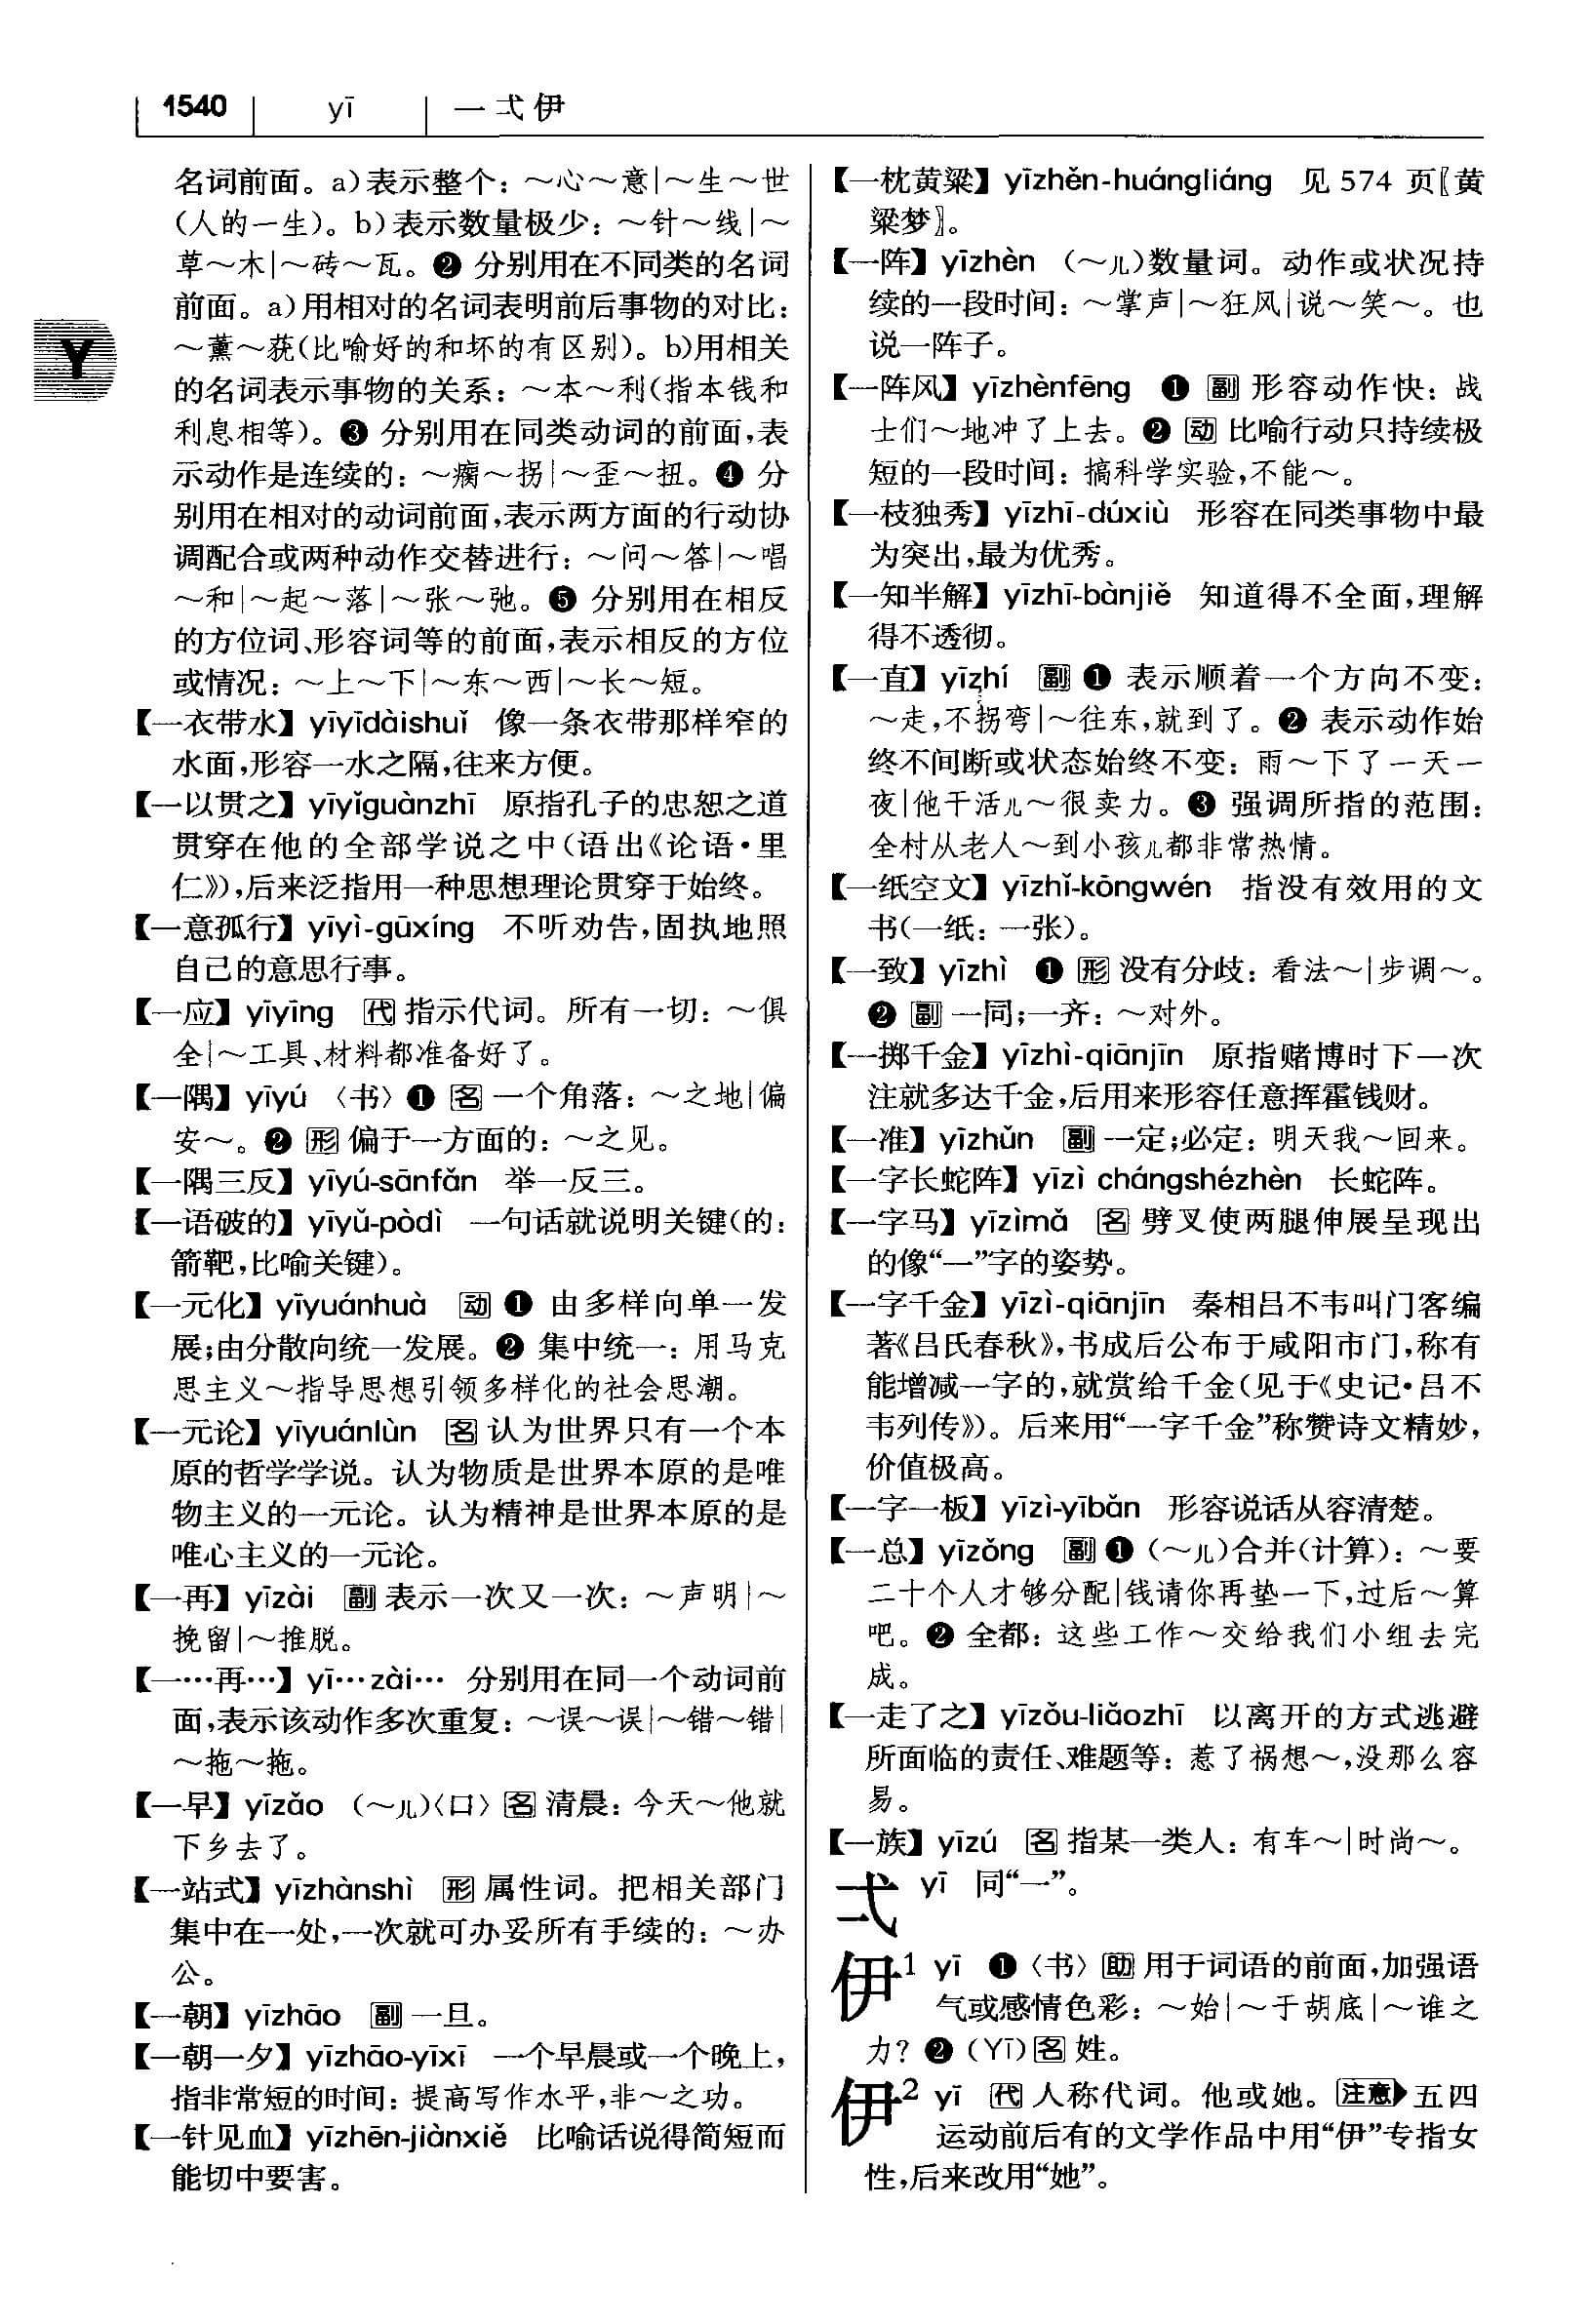 1540 yī 一弌伊
名词前面。a)表示整个：～心～意|～生～世
(人的一生)。b)表示数量极少：～针～线|～
草～木|～砖～瓦。❷ 分别用在不同类的名词
前面。a)用相对的名词表明前后事物的对比：
～薰～莸(比喻好的和坏的有区别)。b)用相关
的名词表示事物的关系：～本～利(指本钱和
利息相等)。❸ 分别用在同类动词的前面，表
示动作是连续的：～瘸～拐|～歪～扭。❹ 分
别用在相对的动词前面，表示两方面的行动协
调配合或两种动作交替进行：～问～答|～唱
～和|～起～落|～张～弛。❺ 分别用在相反
的方位词、形容词等的前面，表示相反的方位
或情况：～上～下|～东～西|～长～短。
【一衣带水】yīyīdàishuǐ 像一条衣带那样窄的
水面，形容一水之隔，往来方便。
【一以贯之】yīyǐguànzhī 原指孔子的忠恕之道
贯穿在他的全部学说之中(语出《论语·里
仁》)，后来泛指用一种思想理论贯穿于始终。
【一意孤行】yīyì-gūxíng 不听劝告，固执地照
自己的意思行事。
【一应】yīyīng 代 指示代词。所有一切：～俱
全|～工具、材料都准备好了。
【一隅】yīyú 〈书〉❶ 名 一个角落：～之地|偏
安～。❷ 形 偏于一方面的：～之见。
【一隅三反】yīyú-sānfǎn 举一反三。
【一语破的】yīyǔ-pòdì 一句话就说明关键(的：
箭靶，比喻关键)。
【一元化】yīyuánhuà 动 ❶ 由多样向单一发
展；由分散向统一发展。❷ 集中统一：用马克
思主义～指导思想引领多样化的社会思潮。
【一元论】yīyuánlùn 名 认为世界只有一个本
原的哲学学说。认为物质是世界本原的是唯
物主义的一元论。认为精神是世界本原的是
唯心主义的一元论。
【一再】yīzài 副 表示一次又一次：～声明|～
挽留|～推脱。
【一…再…】yī…zài… 分别用在同一个动词前
面，表示该动作多次重复：～误～误|～错～错|
～拖～拖。
【一早】yīzǎo (～儿)〈口〉名 清晨：今天～他就
下乡去了。
【一站式】yīzhànshì 形 属性词。把相关部门
集中在一处，一次就可办妥所有手续的：～办
公。
【一朝】yīzhāo 副 一旦。
【一朝一夕】yīzhāo-yīxī 一个早晨或一个晚上，
指非常短的时间：提高写作水平，非～之功。
【一针见血】yīzhēn-jiànxiě 比喻话说得简短而
能切中要害。
Y
【一枕黄粱】yīzhěn-huángliáng 见 574 页〖黄
粱梦〗。
【一阵】yīzhèn (～儿)数量词。动作或状况持
续的一段时间：～掌声|～狂风|说～笑～。也
说一阵子。
【一阵风】yīzhènfēng ❶ 副 形容动作快：战
士们～地冲了上去。❷ 动 比喻行动只持续极
短的一段时间：搞科学实验，不能～。
【一枝独秀】yīzhī-dúxiù 形容在同类事物中最
为突出，最为优秀。
【一知半解】yīzhī-bànjiě 知道得不全面，理解
得不透彻。
【一直】yīzhí 副 ❶ 表示顺着一个方向不变：
～走，不拐弯|～往东，就到了。❷ 表示动作始
终不间断或状态始终不变：雨～下了一天一
夜|他干活儿～很卖力。❸ 强调所指的范围：
全村从老人～到小孩儿都非常热情。
【一纸空文】yīzhǐ-kōngwén 指没有效用的文
书(一纸：一张)。
【一致】yīzhì ❶ 形 没有分歧：看法～|步调～。
❷ 副 一同；一齐：～对外。
【一掷千金】yīzhì-qiānjīn 原指赌博时下一次
注就多达千金，后用来形容任意挥霍钱财。
【一准】yīzhǔn 副 一定；必定：明天我～回来。
【一字长蛇阵】yīzì chángshézhèn 长蛇阵。
【一字马】yīzìmǎ 名 劈叉使两腿伸展呈现出
的像“一”字的姿势。
【一字千金】yīzì-qiānjīn 秦相吕不韦叫门客编
著《吕氏春秋》，书成后公布于咸阳市门，称有
能增减一字的，就赏给千金(见于《史记·吕不
韦列传》)。后来用“一字千金”称赞诗文精妙，
价值极高。
【一字一板】yīzì-yībǎn 形容说话从容清楚。
【一总】yīzǒng 副 ❶ (～儿)合并(计算)：～要
二十个人才够分配|钱请你再垫一下，过后～算
吧。❷ 全都：这些工作～交给我们小组去完
成。
【一走了之】yīzǒu-liǎozhī 以离开的方式逃避
所面临的责任、难题等：惹了祸想～，没那么容
易。
【一族】yīzú 名 指某一类人：有车～|时尚～。
弌 yī 同“一”。
伊1 yī ❶〈书〉助 用于词语的前面，加强语
气或感情色彩：～始|～于胡底|～谁之
力？❷ (Yī)名 姓。
伊2 yī 代 人称代词。他或她。注意 五四
运动前后有的文学作品中用“伊”专指女
性，后来改用“她”。